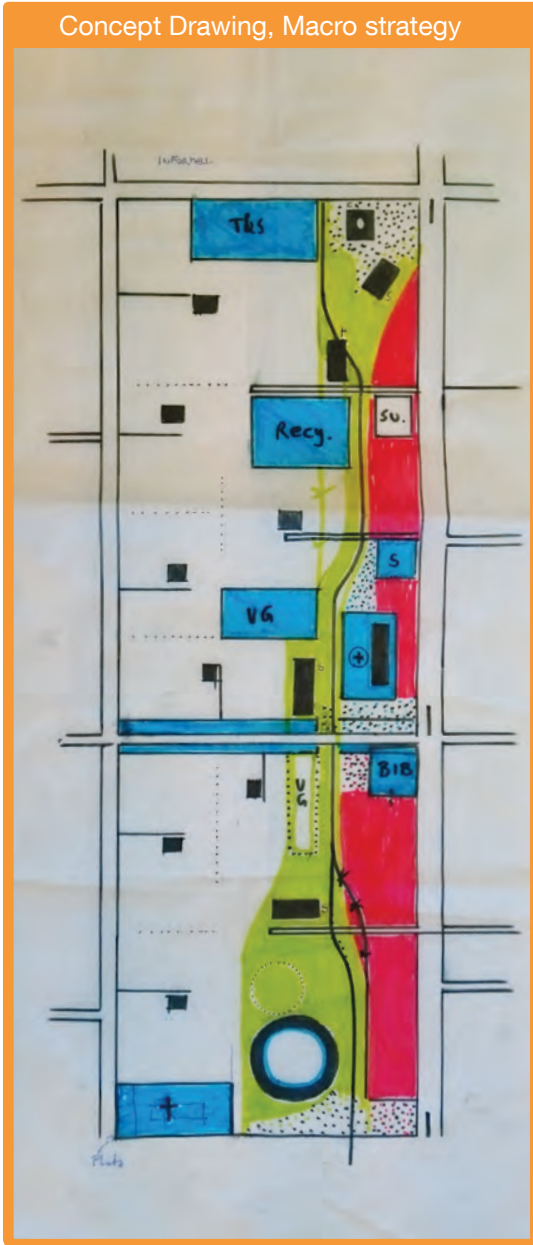 Concept Drawing, Macro strategy
Tks
Recy.
SU.
S
VG
BIB
VG